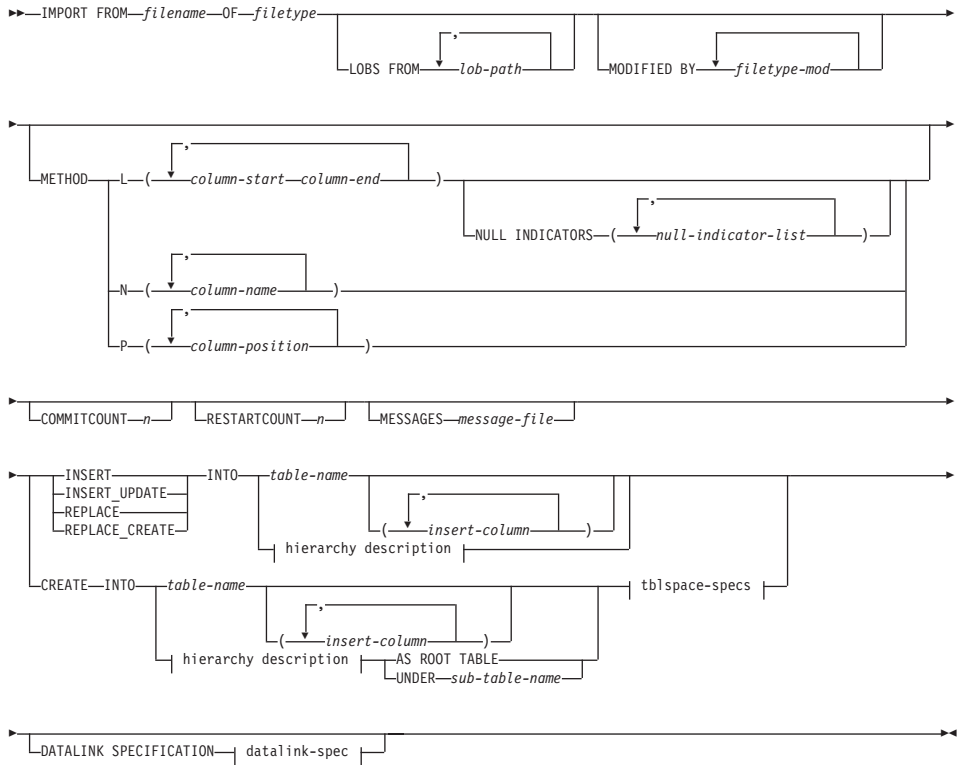 IMPORT FROM filename OF filetype
,
,
LOBS FROM lob-path
MODIFIED BY filetype-mod
,
METHOD L ( column-start column-end )
,
NULL INDICATORS ( null-indicator-list )
,
N ( column-name )
,
P ( column-position )
COMMITCOUNT n RESTARTCOUNT n MESSAGES message-file
INSERT INTO table-name
INSERT_UPDATE
REPLACE
REPLACE_CREATE
,
( insert-column )
hierarchy description
CREATE INTO table-name tblspace-specs
,
( insert-column )
hierarchy description AS ROOT TABLE
UNDER sub-table-name
DATALINK SPECIFICATION datalink-spec